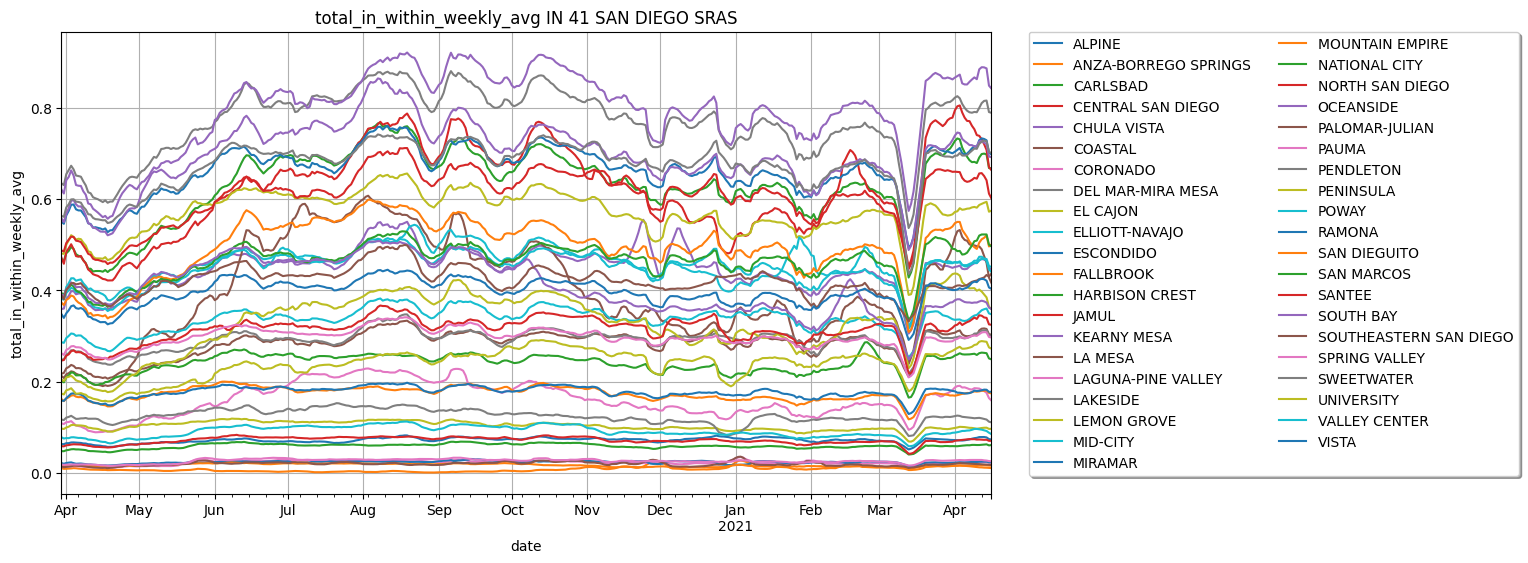 total_in_within_weekly_avg IN 41 SAN DIEGO SRAS
total_in_within_weekly_avg
0.8
0.6
0.4
0.2
0.0
Apr May Jun Jul Aug Sep Oct Nov Dec Jan Feb Mar Apr
2021
date
ALPINE
ANZA-BORREGO SPRINGS
CARLSBAD
CENTRAL SAN DIEGO
CHULA VISTA
COASTAL
CORONADO
DEL MAR-MIRA MESA
EL CAJON
ELLIOTT-NAVAJO
ESCONDIDO
FALLBROOK
HARBISON CREST
JAMUL
KEARNY MESA
LA MESA
LAGUNA-PINE VALLEY
LAKESIDE
LEMON GROVE
MID-CITY
MIRAMAR
MOUNTAIN EMPIRE
NATIONAL CITY
NORTH SAN DIEGO
OCEANSIDE
PALOMAR-JULIAN
PAUMA
PENDLETON
PENINSULA
POWAY
RAMONA
SAN DIEGUITO
SAN MARCOS
SANTEE
SOUTH BAY
SOUTHEASTERN SAN DIEGO
SPRING VALLEY
SWEETWATER
UNIVERSITY
VALLEY CENTER
VISTA